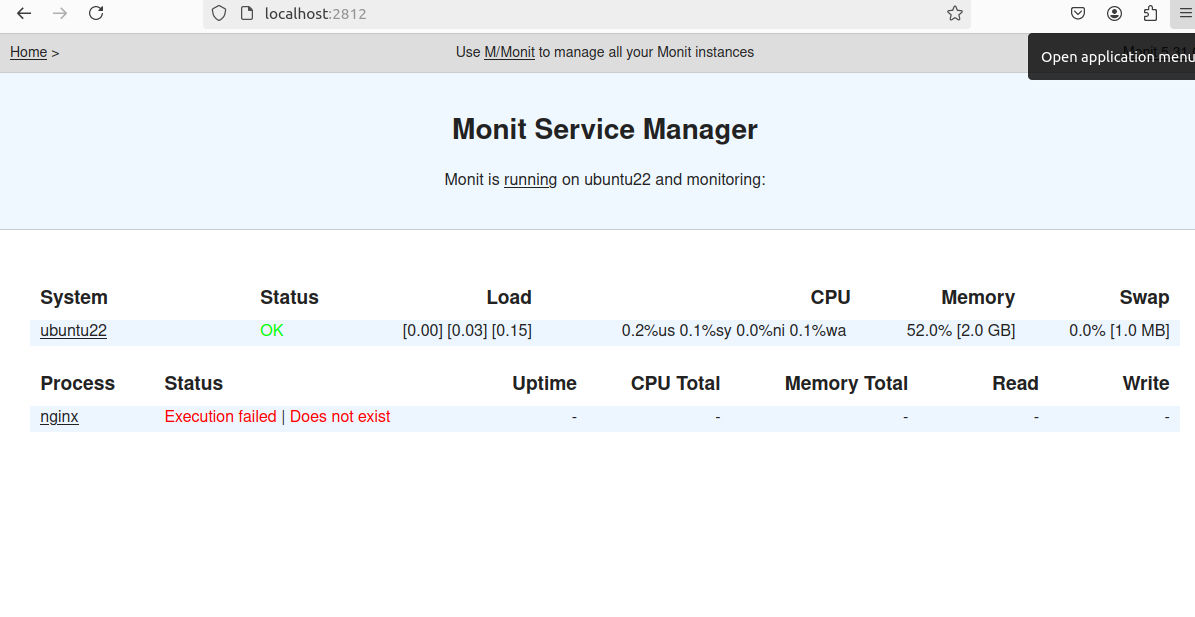 localhost:2812
Home > Use M/Monit to manage all your Monit instances
Open application menu
Monit Service Manager
Monit is running on ubuntu22 and monitoring:
System Status Load CPU Memory Swap
ubuntu22 OK [0.00] [0.03] [0.15] 0.2%us 0.1%sy 0.0%ni 0.1%wa 52.0% [2.0 GB] 0.0% [1.0 MB]
Process Status Uptime CPU Total Memory Total Read Write
nginx Execution failed | Does not exist - - - - -